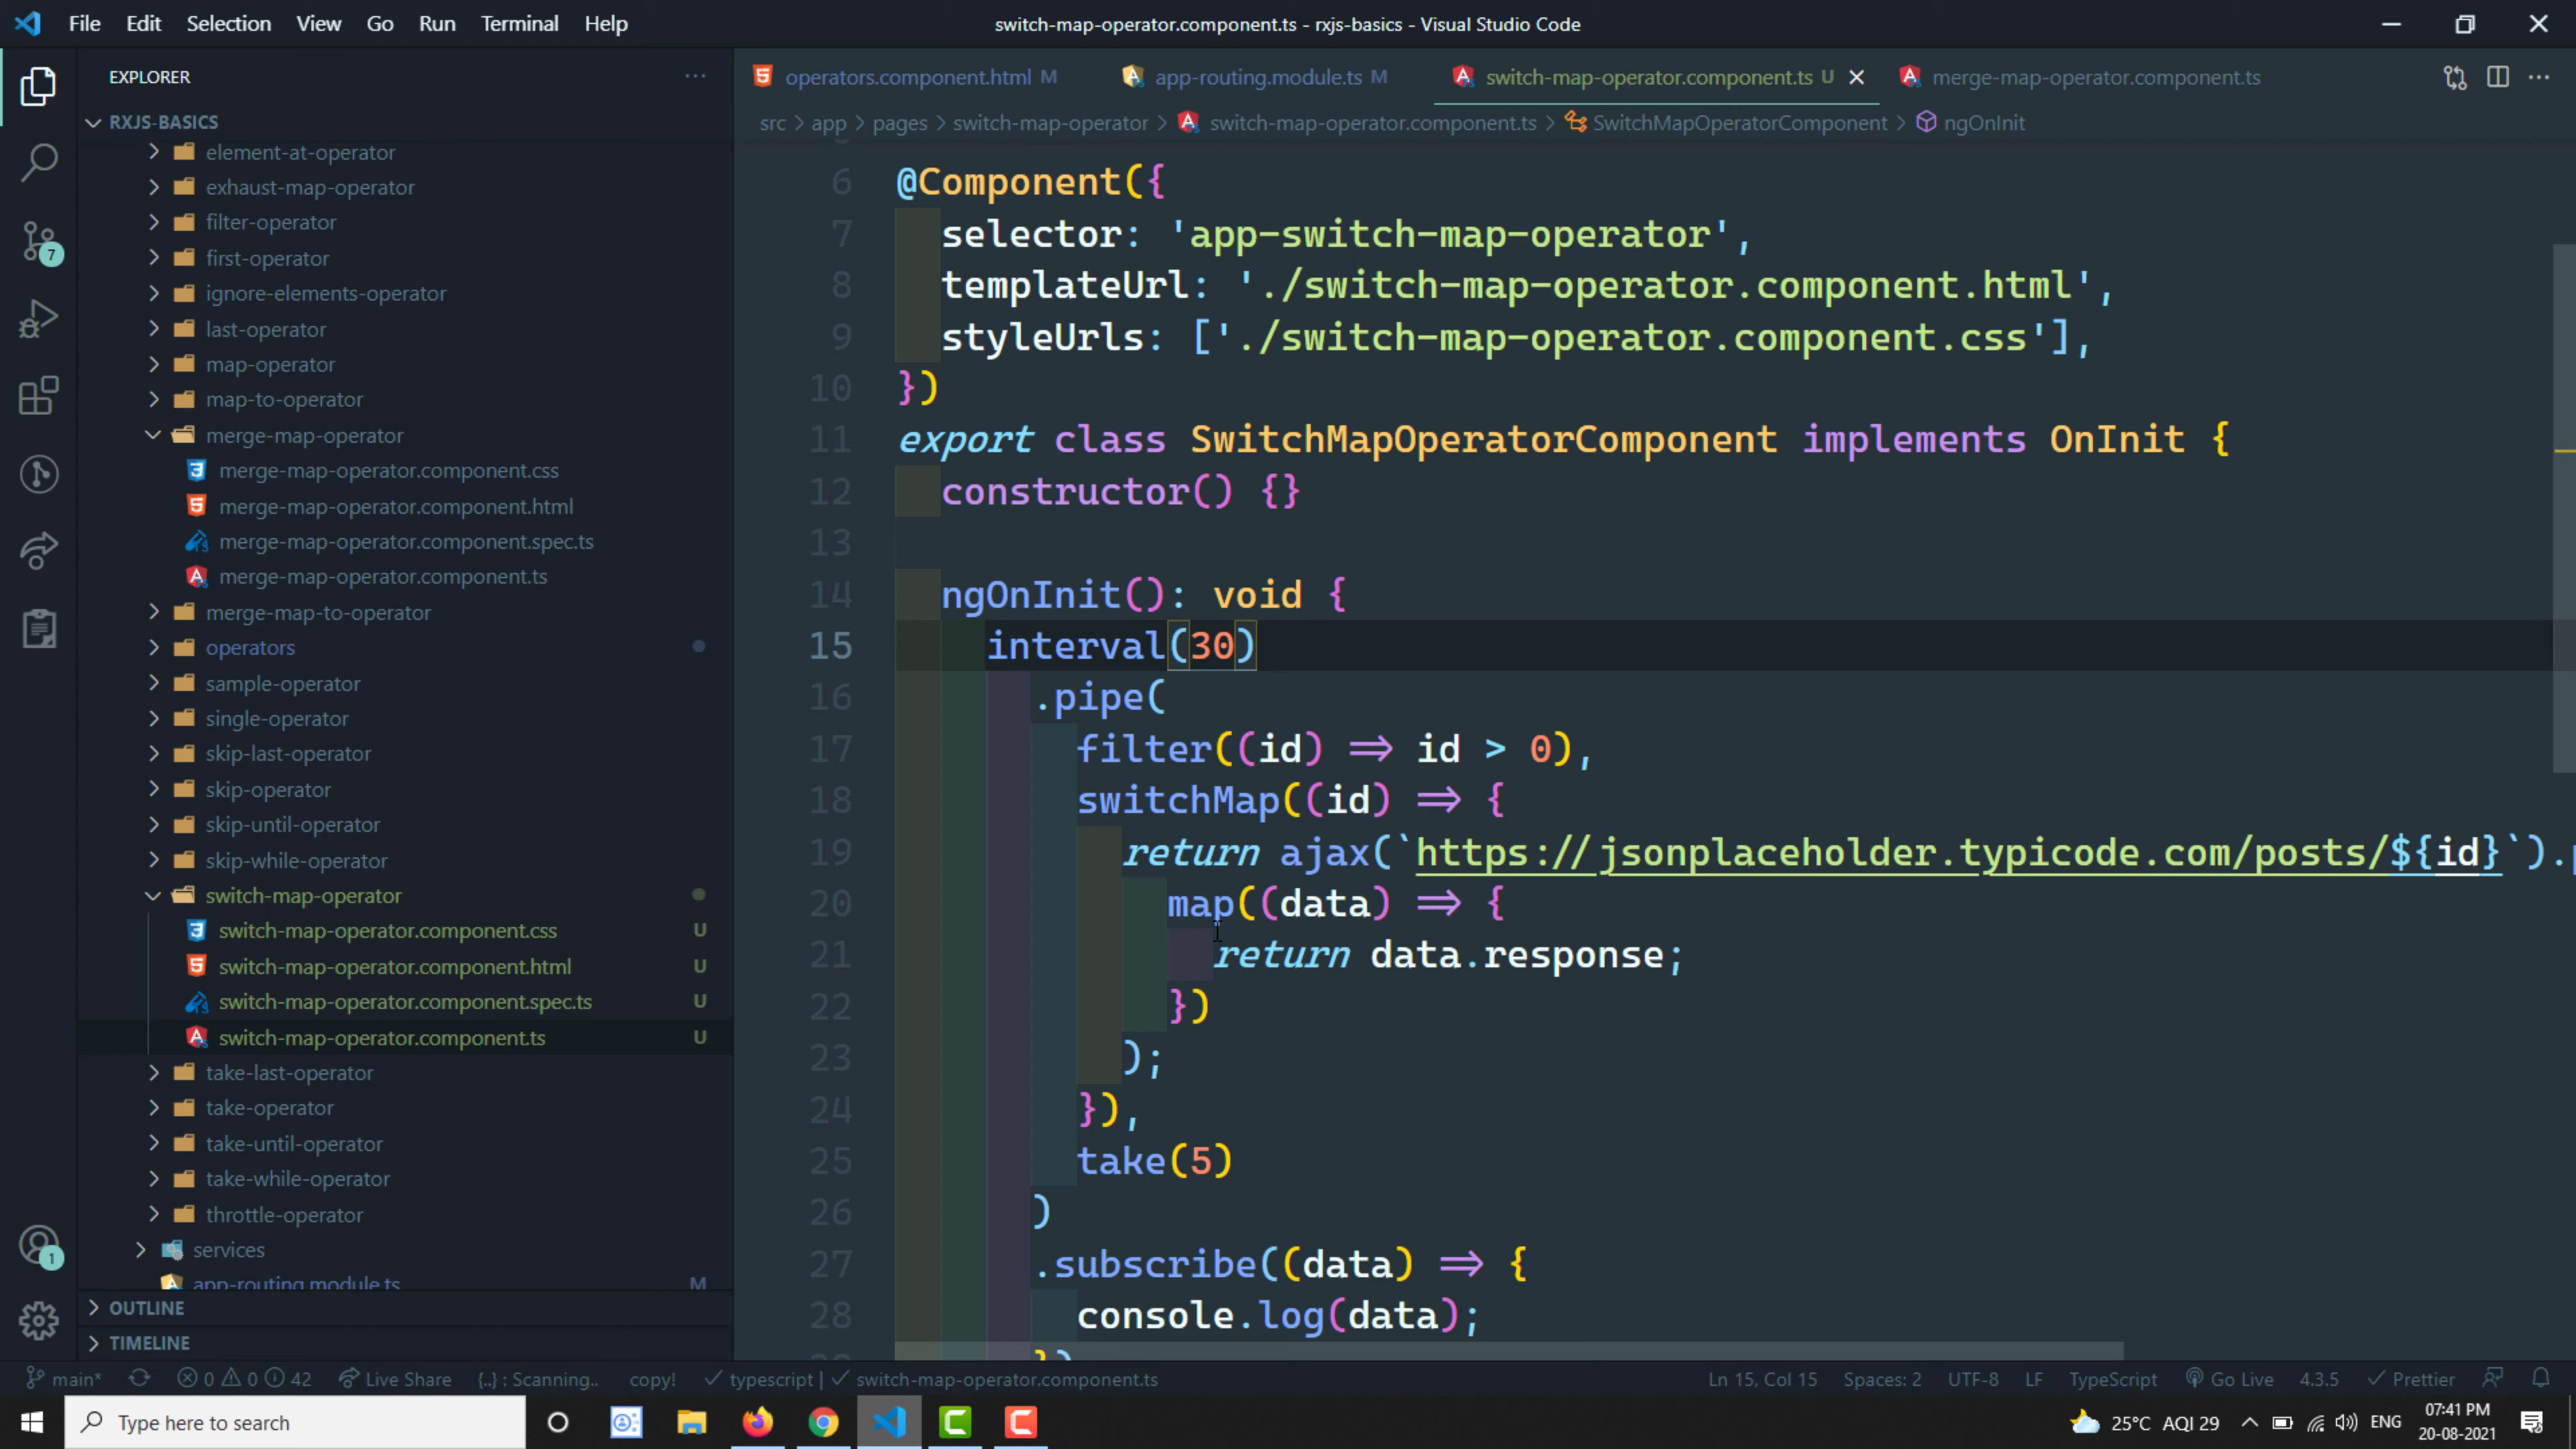 File Edit Selection View Go Run Terminal Help
switch-map-operator.component.ts - rxjs-basics - Visual Studio Code
EXPLORER
RXJS-BASICS
element-at-operator
exhaust-map-operator
filter-operator
first-operator
ignore-elements-operator
last-operator
map-operator
map-to-operator
merge-map-operator
merge-map-operator.component.css
merge-map-operator.component.html
merge-map-operator.component.spec.ts
merge-map-operator.component.ts
merge-map-to-operator
operators
sample-operator
single-operator
skip-last-operator
skip-operator
skip-until-operator
skip-while-operator
switch-map-operator
switch-map-operator.component.css U
switch-map-operator.component.html U
switch-map-operator.component.spec.ts U
switch-map-operator.component.ts U
take-last-operator
take-operator
take-until-operator
take-while-operator
throttle-operator
services
app-routing.module.ts M
OUTLINE
TIMELINE
7
1
operators.component.html M
app-routing.module.ts M
switch-map-operator.component.ts U
merge-map-operator.component.ts
src > app > pages > switch-map-operator > switch-map-operator.component.ts > SwitchMapOperatorComponent > ngOnInit
6 @Component({
7 selector: 'app-switch-map-operator',
8 templateUrl: './switch-map-operator.component.html',
9 styleUrls: ['./switch-map-operator.component.css'],
10 })
11 export class SwitchMapOperatorComponent implements OnInit {
12 constructor() {}
13
14 ngOnInit(): void {
15 interval(30)
16 .pipe(
17 filter((id) => id > 0),
18 switchMap((id) => {
19 return ajax(`https://jsonplaceholder.typicode.com/posts/${id}`).p
20 map((data) => {
21 return data.response;
22 })
23 );
24 }),
25 take(5)
26 )
27 .subscribe((data) => {
28 console.log(data);
})
main* 0 0 42 Live Share {..} : Scanning.. copy! typescript | switch-map-operator.component.ts Ln 15, Col 15 Spaces: 2 UTF-8 LF TypeScript Go Live 4.3.5 Prettier
Type here to search
25°C AQI 29 ENG
07:41 PM
20-08-2021